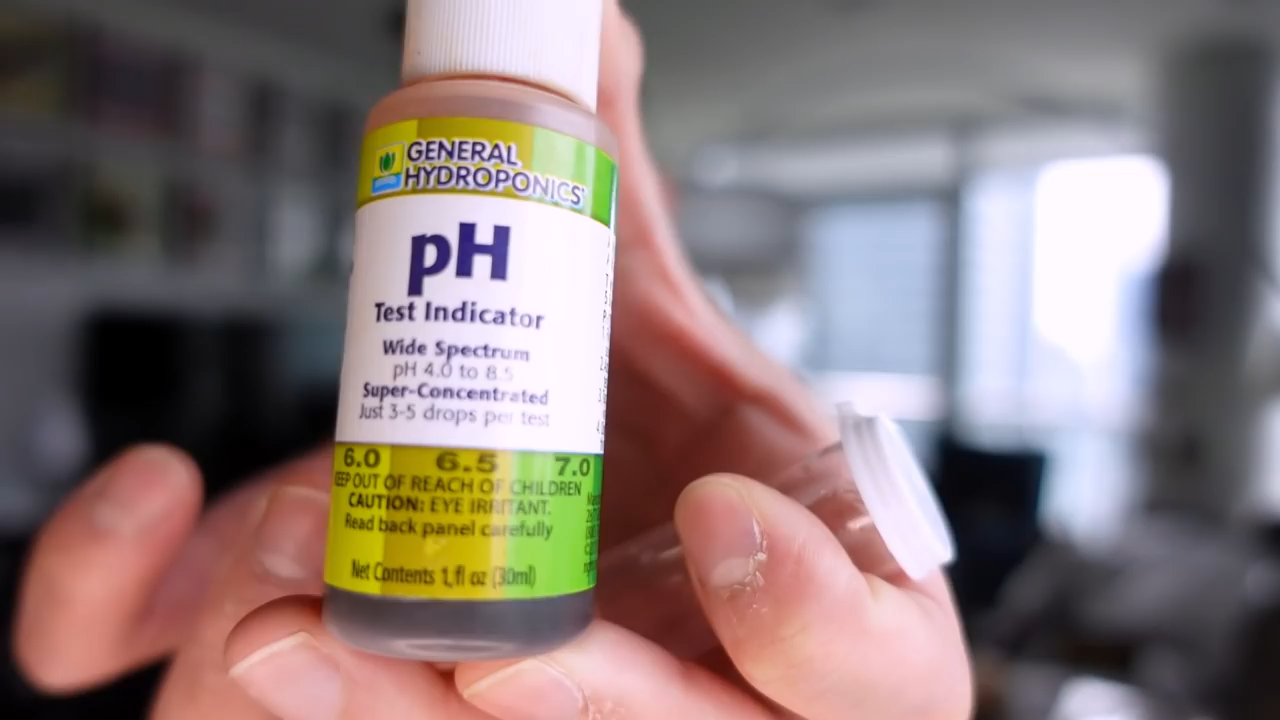 GENERAL
HYDROPONICS
pH
Test Indicator
Wide Spectrum
pH 4.0 to 8.5
Super-Concentrated
Just 3-5 drops per test
6.0 6.5 7.0
KEEP OUT OF REACH OF CHILDREN
CAUTION: EYE IRRITANT.
Read back panel carefully
Net Contents 1 fl oz (30ml)